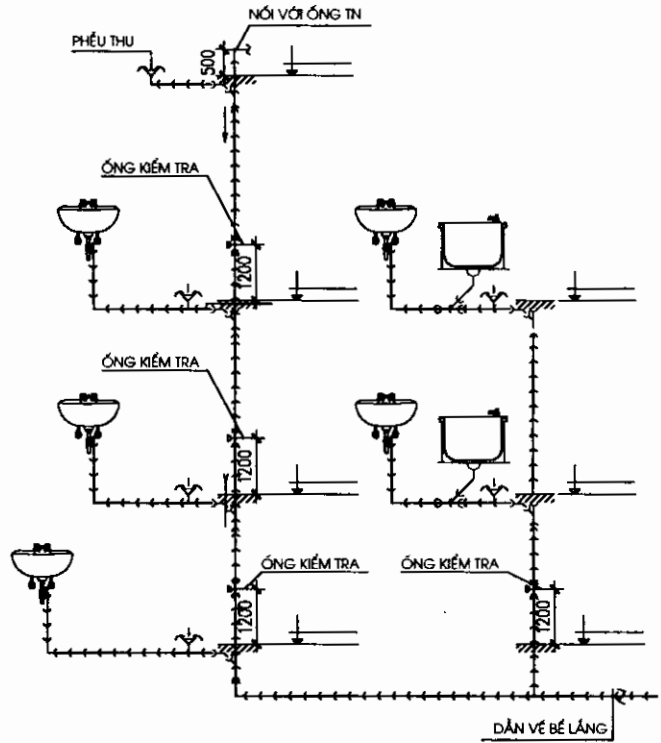 NỐI VỚI ỐNG TN
PHỄU THU
500
ỐNG KIỂM TRA
1200
ỐNG KIỂM TRA
1200
ỐNG KIỂM TRA
ỐNG KIỂM TRA
1200
1200
DẪN VỀ BỂ LẮNG